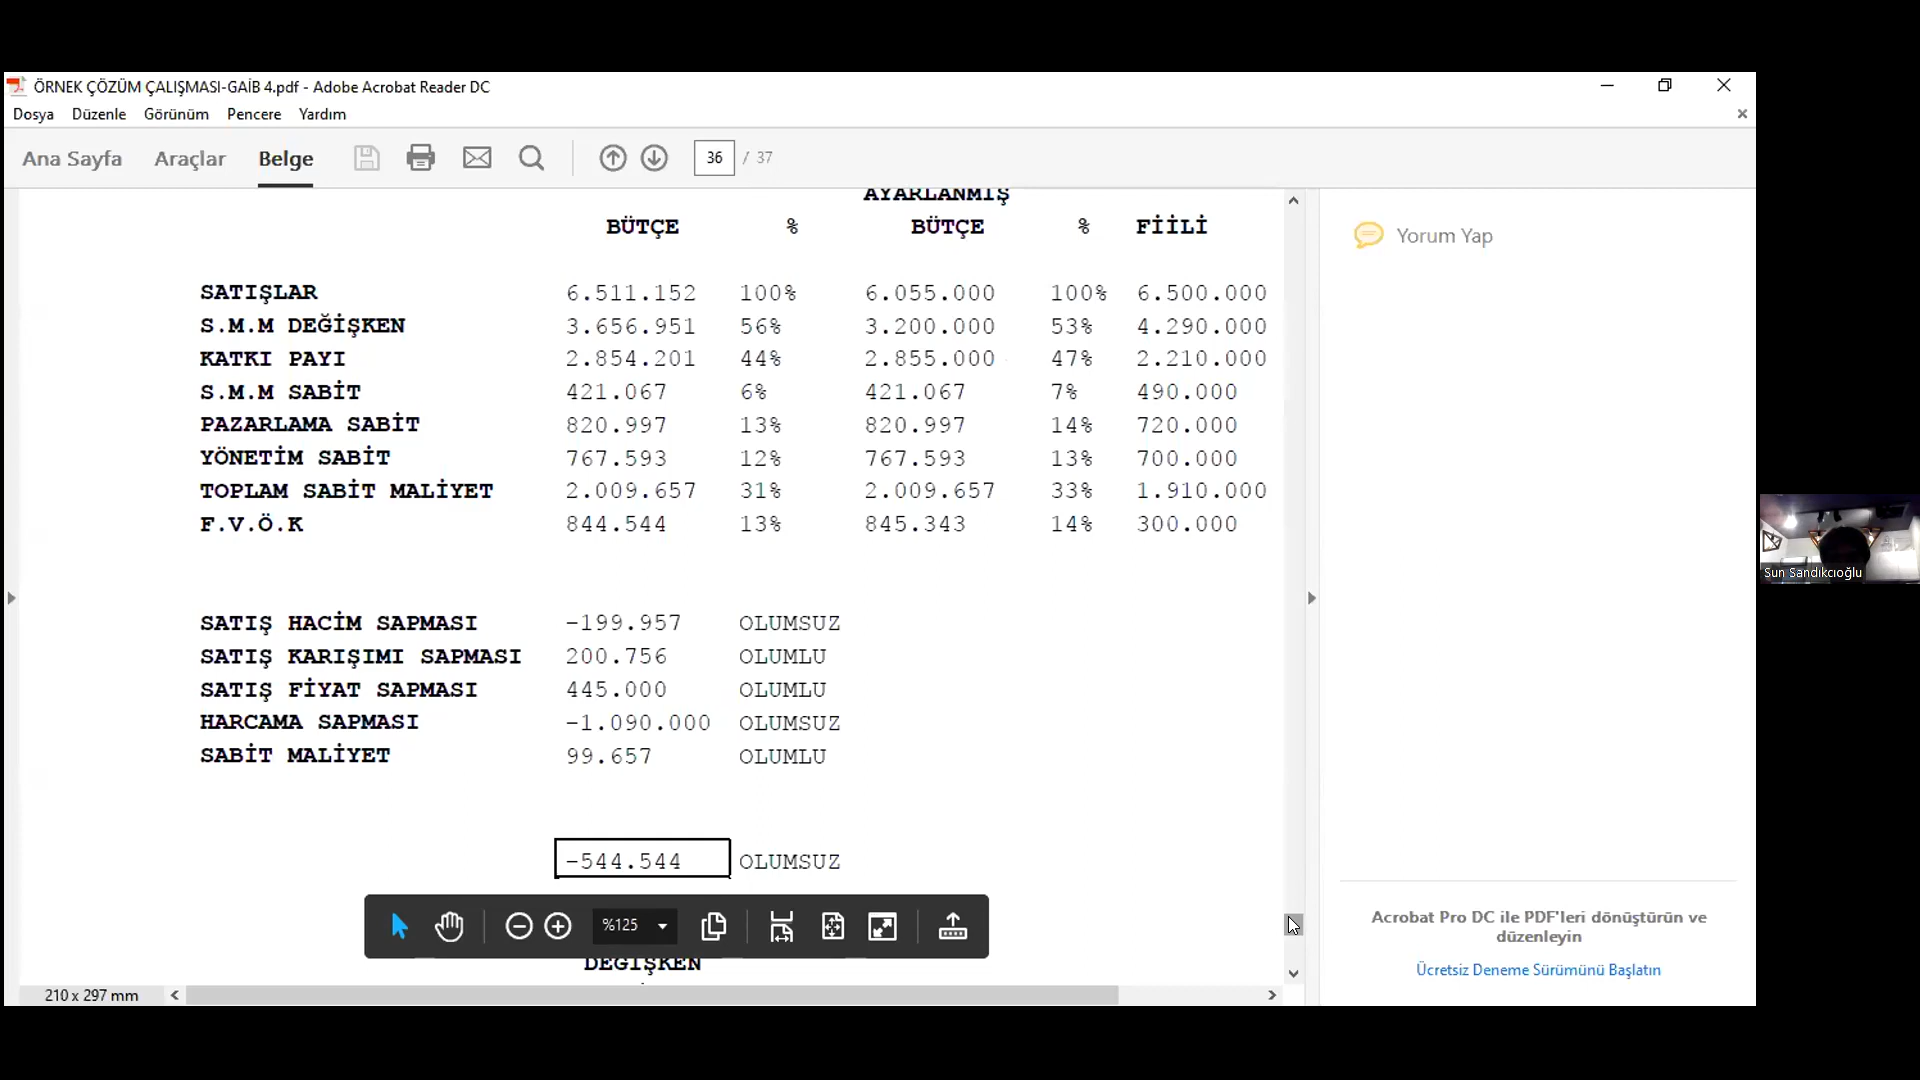 ÖRNEK ÇÖZÜM ÇALIŞMASI-GAİB 4.pdf - Adobe Acrobat Reader DC
Dosya Düzenle Görünüm Pencere Yardım
Ana Sayfa Araçlar Belge 36 / 37
AYARLANMIŞ
BÜTÇE % BÜTÇE % FİİLİ
SATIŞLAR 6.511.152 100% 6.055.000 100% 6.500.000
S.M.M DEĞİŞKEN 3.656.951 56% 3.200.000 53% 4.290.000
KATKI PAYI 2.854.201 44% 2.855.000 47% 2.210.000
S.M.M SABİT 421.067 6% 421.067 7% 490.000
PAZARLAMA SABİT 820.997 13% 820.997 14% 720.000
YÖNETİM SABİT 767.593 12% 767.593 13% 700.000
TOPLAM SABİT MALİYET 2.009.657 31% 2.009.657 33% 1.910.000
F.V.Ö.K 844.544 13% 845.343 14% 300.000
SATIŞ HACİM SAPMASI -199.957 OLUMSUZ
SATIŞ KARIŞIMI SAPMASI 200.756 OLUMLU
SATIŞ FİYAT SAPMASI 445.000 OLUMLU
HARCAMA SAPMASI -1.090.000 OLUMSUZ
SABİT MALİYET 99.657 OLUMLU
-544.544 OLUMSUZ
%125
DEĞİŞKEN
210 x 297 mm
Yorum Yap
Acrobat Pro DC ile PDF'leri dönüştürün ve
düzenleyin
Ücretsiz Deneme Sürümünü Başlatın
Sun Sandıkcıoğlu